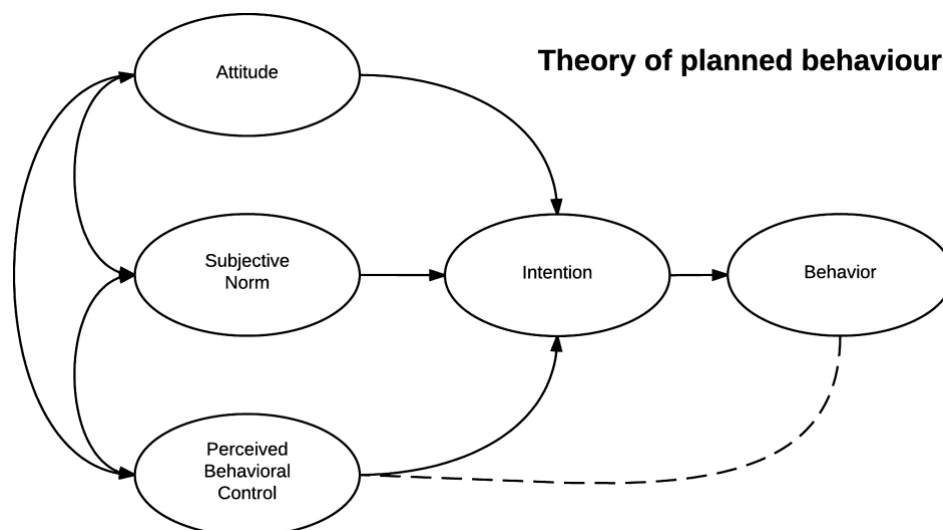 Attitude
Theory of planned behaviour
Subjective
Norm
Intention
Behavior
Perceived
Behavioral
Control